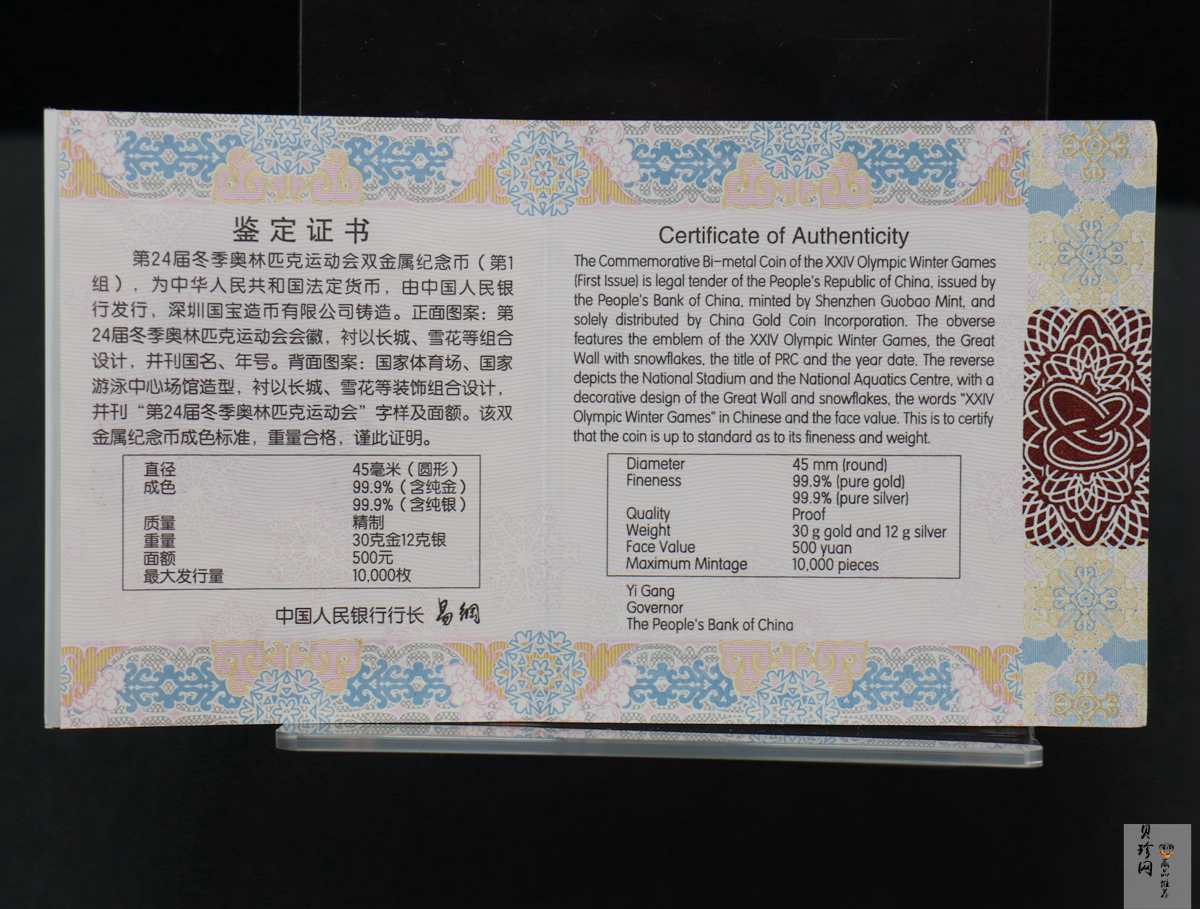 鉴定证书
第24届冬季奥林匹克运动会双金属纪念币（第1
组），为中华人民共和国法定货币，由中国人民银
行发行，深圳国宝造币有限公司铸造。正面图案：第
24届冬季奥林匹克运动会会徽，衬以长城、雪花等组合
设计，并刊国名、年号。背面图案：国家体育场、国家
游泳中心场馆造型，衬以长城、雪花等装饰组合设计，
并刊“第24届冬季奥林匹克运动会”字样及面额。该双
金属纪念币成色标准，重量合格，谨此证明。
直径 45毫米（圆形）
成色 99.9%（含纯金）
99.9%（含纯银）
质量 精制
重量 30克金12克银
面额 500元
最大发行量 10,000枚
中国人民银行行长 易纲
Certificate of Authenticity
The Commemorative Bi-metal Coin of the XXIV Olympic Winter Games
(First Issue) is legal tender of the People's Republic of China, issued by
the People's Bank of China, minted by Shenzhen Guobao Mint, and
solely distributed by China Gold Coin Incorporation. The obverse
features the emblem of the XXIV Olympic Winter Games, the Great
Wall with snowflakes, the title of PRC and the year date. The reverse
depicts the National Stadium and the National Aquatics Centre, with a
decorative design of the Great Wall and snowflakes, the words "XXIV
Olympic Winter Games" in Chinese and the face value. This is to certify
that the coin is up to standard as to its fineness and weight.
Diameter 45 mm (round)
Fineness 99.9% (pure gold)
99.9% (pure silver)
Quality Proof
Weight 30 g gold and 12 g silver
Face Value 500 yuan
Maximum Mintage 10,000 pieces
Yi Gang
Governor
The People's Bank of China
贝珍网
商品推荐